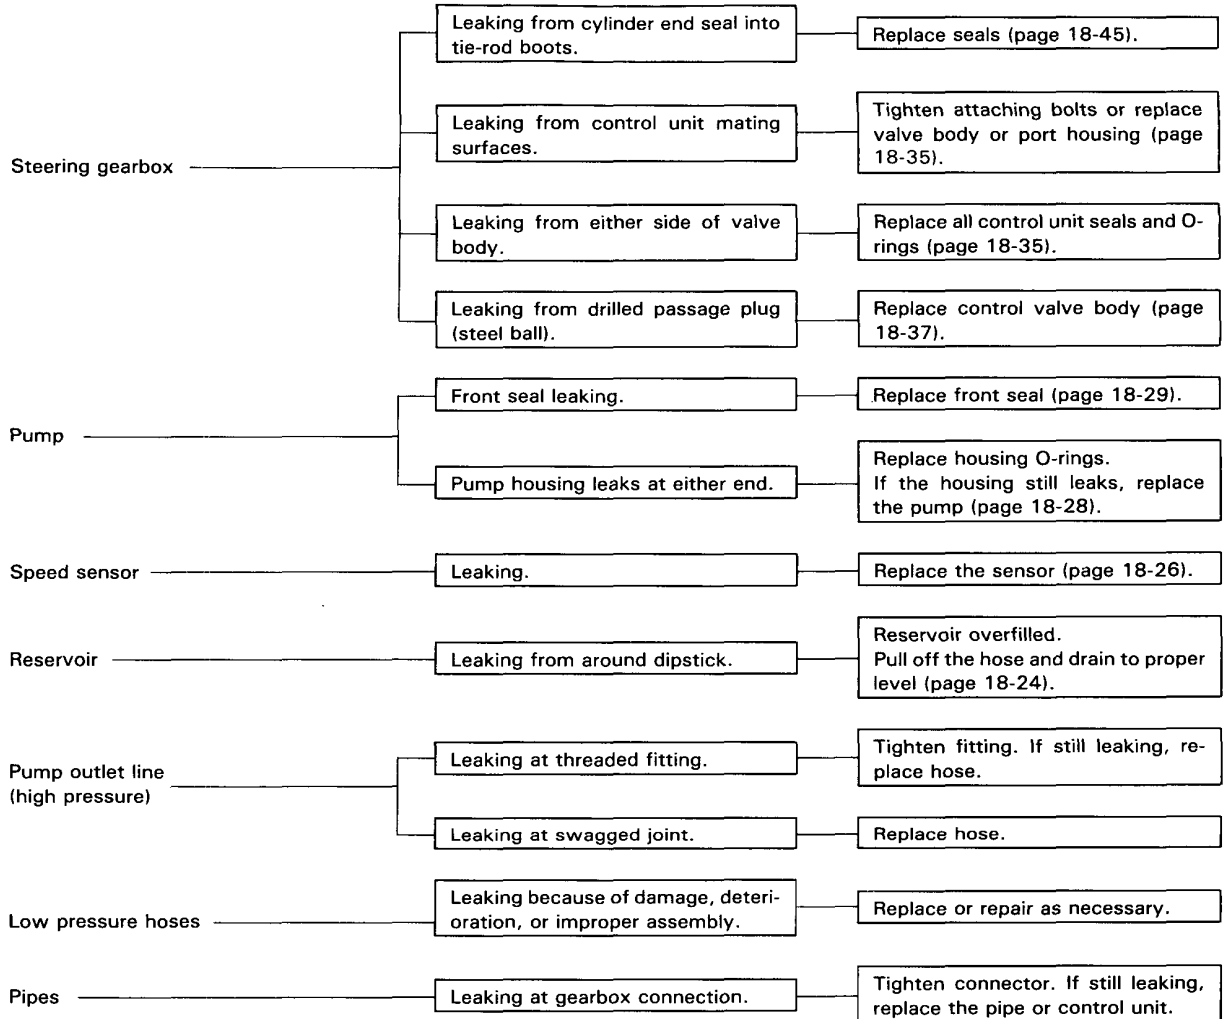 Steering gearbox
Leaking from cylinder end seal into
tie-rod boots.
Replace seals (page 18-45).
Leaking from control unit mating
surfaces.
Tighten attaching bolts or replace
valve body or port housing (page
18-35).
Leaking from either side of valve
body.
Replace all control unit seals and O-
rings (page 18-35).
Leaking from drilled passage plug
(steel ball).
Replace control valve body (page
18-37).
Pump
Front seal leaking.
Replace front seal (page 18-29).
Pump housing leaks at either end.
Replace housing O-rings.
If the housing still leaks, replace
the pump (page 18-28).
Speed sensor
Leaking.
Replace the sensor (page 18-26).
Reservoir
Leaking from around dipstick.
Reservoir overfilled.
Pull off the hose and drain to proper
level (page 18-24).
Pump outlet line
(high pressure)
Leaking at threaded fitting.
Tighten fitting. If still leaking, re-
place hose.
Leaking at swagged joint.
Replace hose.
Low pressure hoses
Leaking because of damage, deteri-
oration, or improper assembly.
Replace or repair as necessary.
Pipes
Leaking at gearbox connection.
Tighten connector. If still leaking,
replace the pipe or control unit.